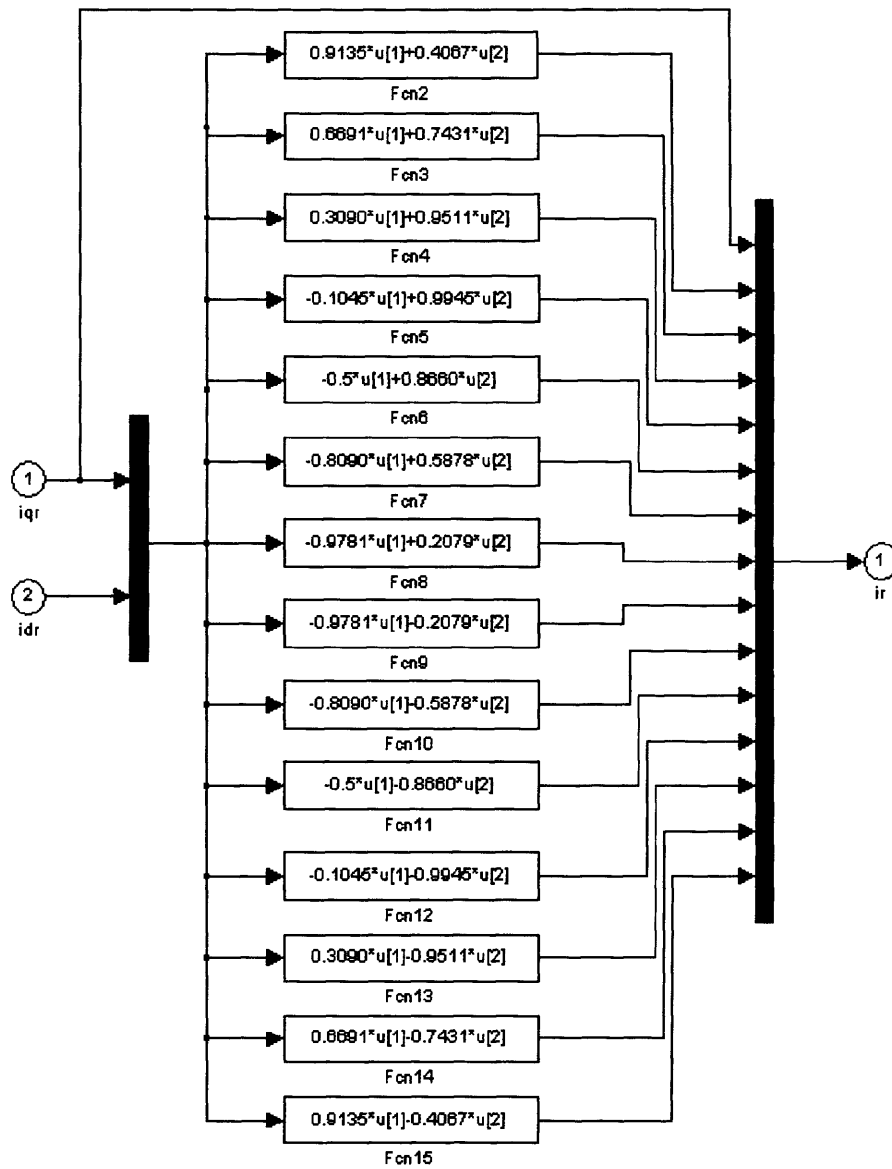 0.9135*u[1]+0.4067*u[2]
Fcn2
0.6691*u[1]+0.7431*u[2]
Fcn3
0.3090*u[1]+0.9511*u[2]
Fcn4
-0.1045*u[1]+0.9945*u[2]
Fcn5
-0.5*u[1]+0.8660*u[2]
Fcn6
-0.8090*u[1]+0.5878*u[2]
Fcn7
1
iqr
-0.9781*u[1]+0.2079*u[2]
Fcn8
1
ir
2
idr
-0.9781*u[1]-0.2079*u[2]
Fcn9
-0.8090*u[1]-0.5878*u[2]
Fcn10
-0.5*u[1]-0.8660*u[2]
Fcn11
-0.1045*u[1]-0.9945*u[2]
Fcn12
0.3090*u[1]-0.9511*u[2]
Fcn13
0.6691*u[1]-0.7431*u[2]
Fcn14
0.9135*u[1]-0.4067*u[2]
Fcn15